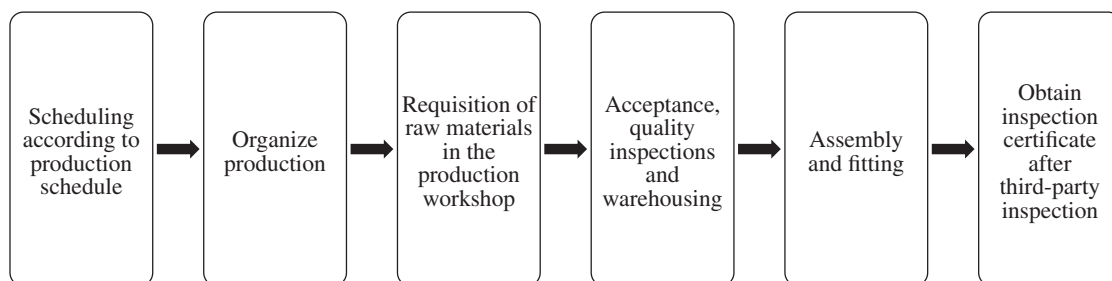 Scheduling
according to
production
schedule
Organize
production
Requisition of
raw materials
in the
production
workshop
Acceptance,
quality
inspections
and
warehousing
Assembly
and fitting
Obtain
inspection
certificate
after
third-party
inspection